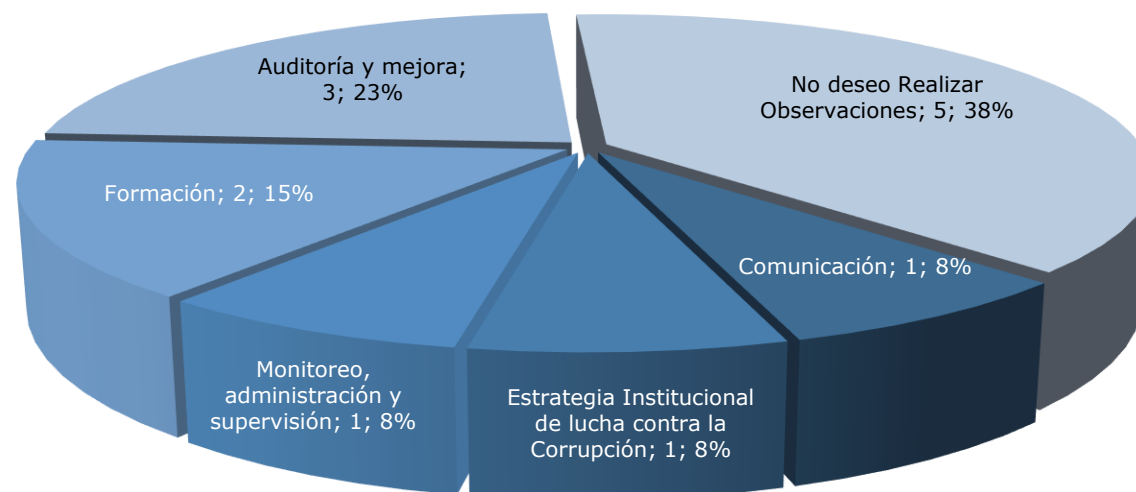 Auditoría y mejora;
3; 23%
No deseo Realizar
Observaciones; 5; 38%
Formación; 2; 15%
Comunicación; 1; 8%
Monitoreo,
administración y
supervisión; 1; 8%
Estrategia Institucional
de lucha contra la
Corrupción; 1; 8%